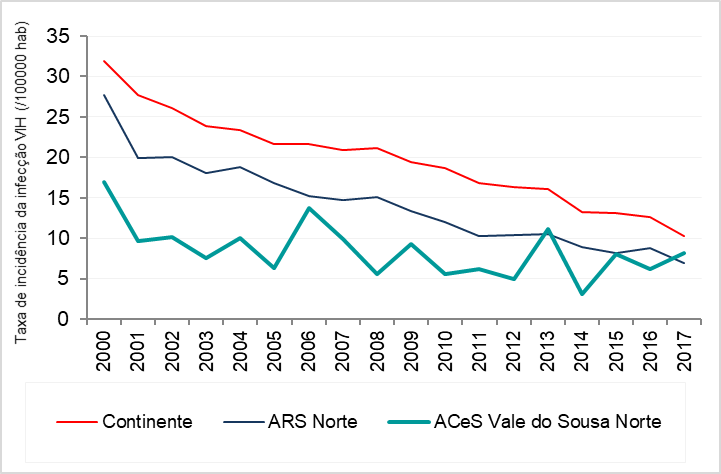 Taxa de incidência da infecção VIH (/100000 hab)
35
30
25
20
15
10
5
0
2000 2001 2002 2003 2004 2005 2006 2007 2008 2009 2010 2011 2012 2013 2014 2015 2016 2017
Continente ARS Norte ACeS Vale do Sousa Norte